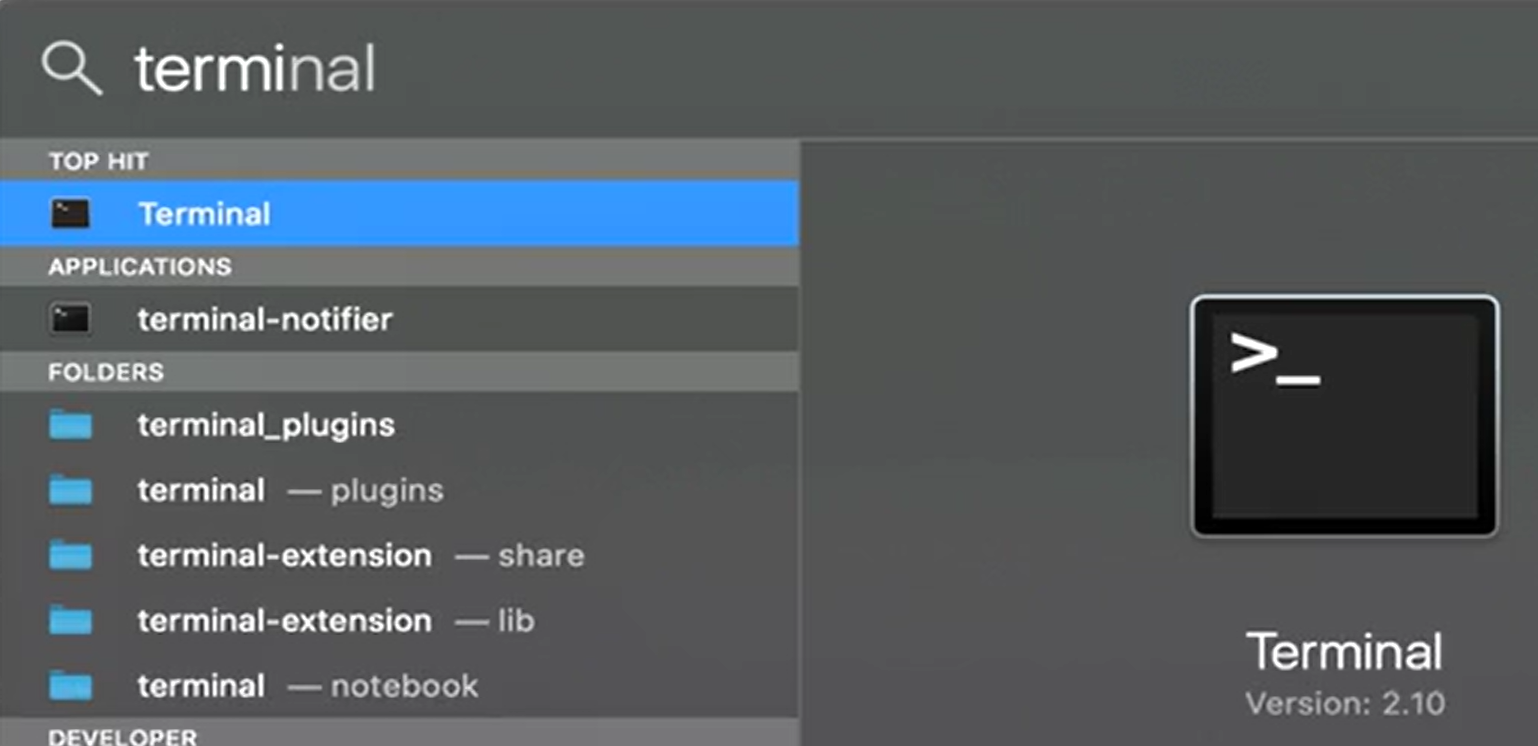 terminal
TOP HIT
Terminal
APPLICATIONS
terminal-notifier
FOLDERS
terminal_plugins
terminal — plugins
terminal-extension — share
terminal-extension — lib
terminal — notebook
DEVELOPER
>_
Terminal
Version: 2.10